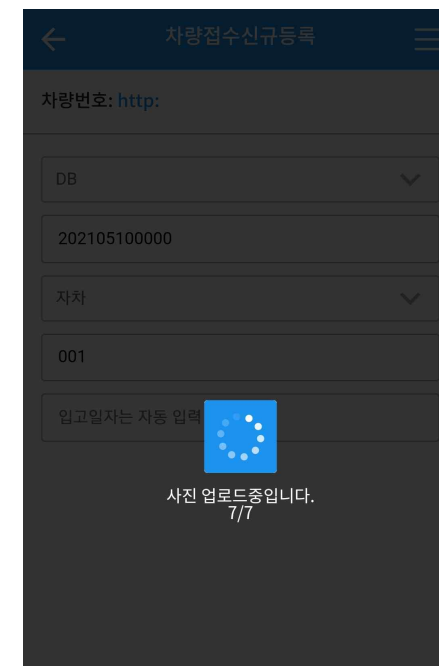 차량접수신규등록
차량번호: http:
DB
202105100000
자차
001
입고일자는 자동 입력
사진 업로드중입니다.
7/7